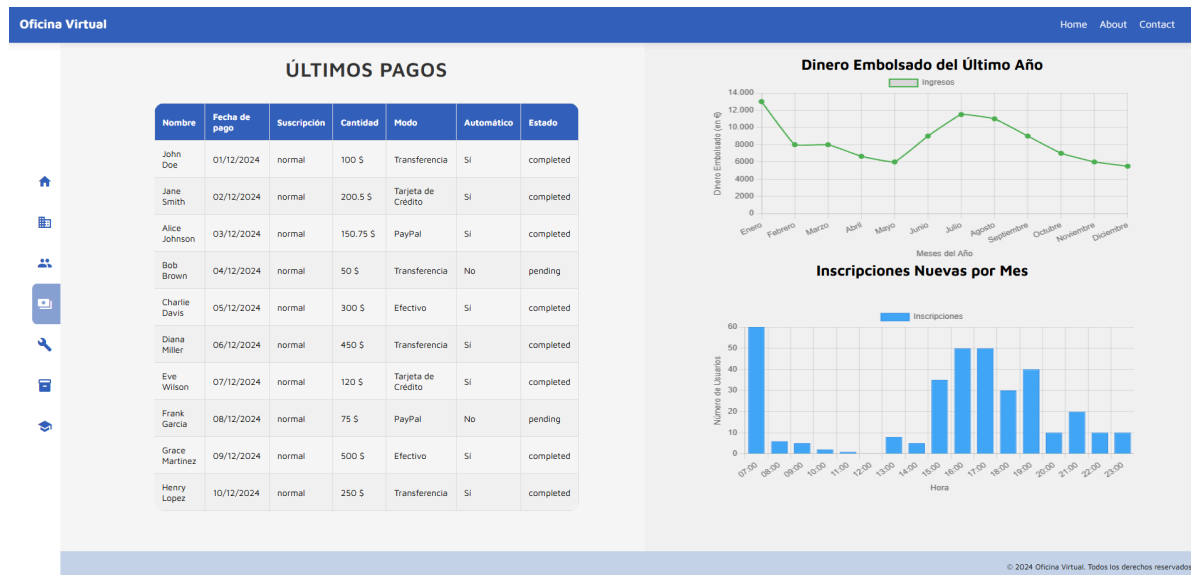 Oficina Virtual
Home About Contact
ÚLTIMOS PAGOS
Nombre Fecha de pago Suscripción Cantidad Modo Automático Estado
John Doe 01/12/2024 normal 100 $ Transferencia Sí completed
Jane Smith 02/12/2024 normal 200.5 $ Tarjeta de Crédito Sí completed
Alice Johnson 03/12/2024 normal 150.75 $ PayPal Sí completed
Bob Brown 04/12/2024 normal 50 $ Transferencia No pending
Charlie Davis 05/12/2024 normal 300 $ Efectivo Sí completed
Diana Miller 06/12/2024 normal 450 $ Transferencia Sí completed
Eve Wilson 07/12/2024 normal 120 $ Tarjeta de Crédito Sí completed
Frank Garcia 08/12/2024 normal 75 $ PayPal No pending
Grace Martinez 09/12/2024 normal 500 $ Efectivo Sí completed
Henry Lopez 10/12/2024 normal 250 $ Transferencia Sí completed
Dinero Embolsado del Último Año
Ingresos
Dinero Embolsado (en €)
14.000
12.000
10.000
8000
6000
4000
2000
0
Enero Febrero Marzo Abril Mayo Junio Julio Agosto Septiembre Octubre Noviembre Diciembre
Meses del Año
Inscripciones Nuevas por Mes
Inscripciones
Número de Usuarios
60
50
40
30
20
10
0
07:00 08:00 09:00 10:00 11:00 12:00 13:00 14:00 15:00 16:00 17:00 18:00 19:00 20:00 21:00 22:00 23:00
Hora
© 2024 Oficina Virtual. Todos los derechos reservados